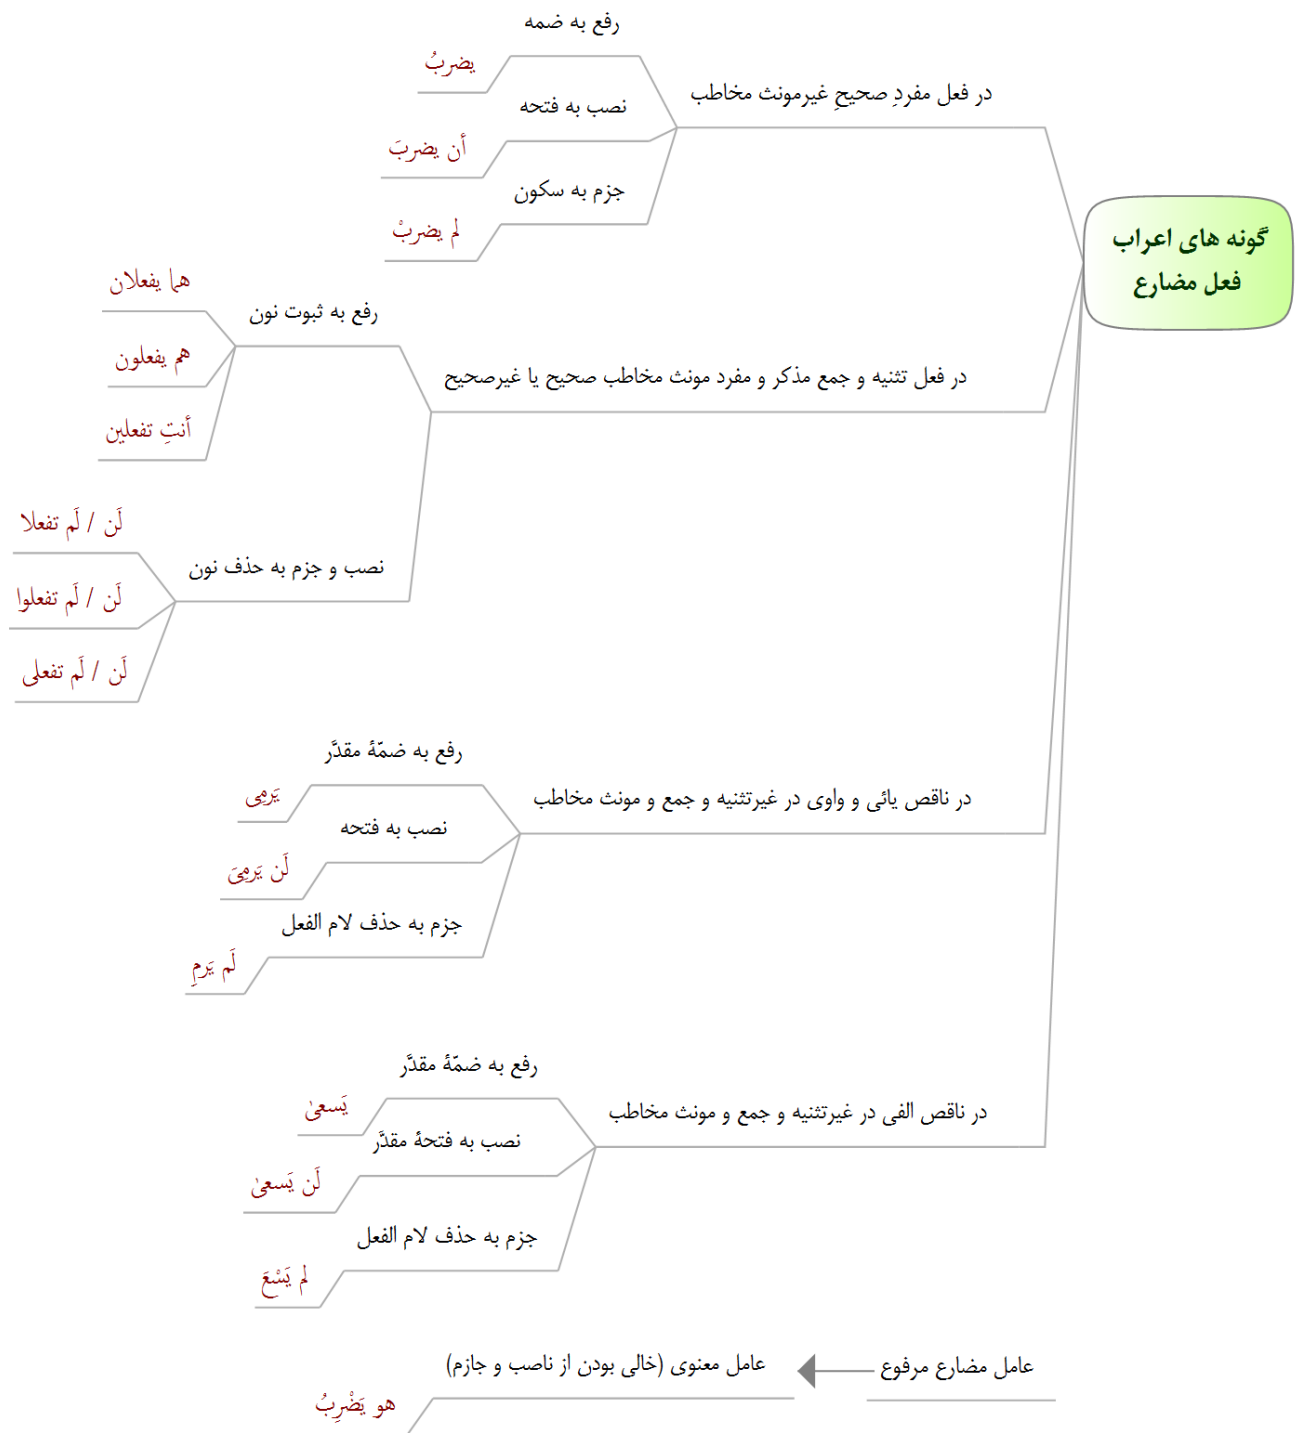 گونه های اعراب
فعل مضارع
در فعل مفردِ صحیحِ غیرمونث مخاطب
رفع به ضمه
یضربُ
نصب به فتحه
أن یضربَ
جزم به سکون
لم یضربْ
در فعل تثنیه و جمع مذکر و مفرد مونث مخاطب صحیح یا غیرصحیح
رفع به ثبوت نون
هما یفعلان
هم یفعلون
أنتِ تفعلین
نصب و جزم به حذف نون
لَن / لَم تفعلا
لَن / لَم تفعلوا
لَن / لَم تفعلی
در ناقص یائی و واوی در غیرتثنیه و جمع و مونث مخاطب
رفع به ضمّۀ مقدَّر
یَرمِی
نصب به فتحه
لَن یَرمِیَ
جزم به حذف لام الفعل
لَم یَرمِ
در ناقص الفی در غیرتثنیه و جمع و مونث مخاطب
رفع به ضمّۀ مقدَّر
یَسعیٰ
نصب به فتحۀ مقدَّر
لَن یَسعیٰ
جزم به حذف لام الفعل
لم یَسْعَ
عامل مضارع مرفوع
عامل معنوی (خالی بودن از ناصب و جازم)
هو یَضْرِبُ